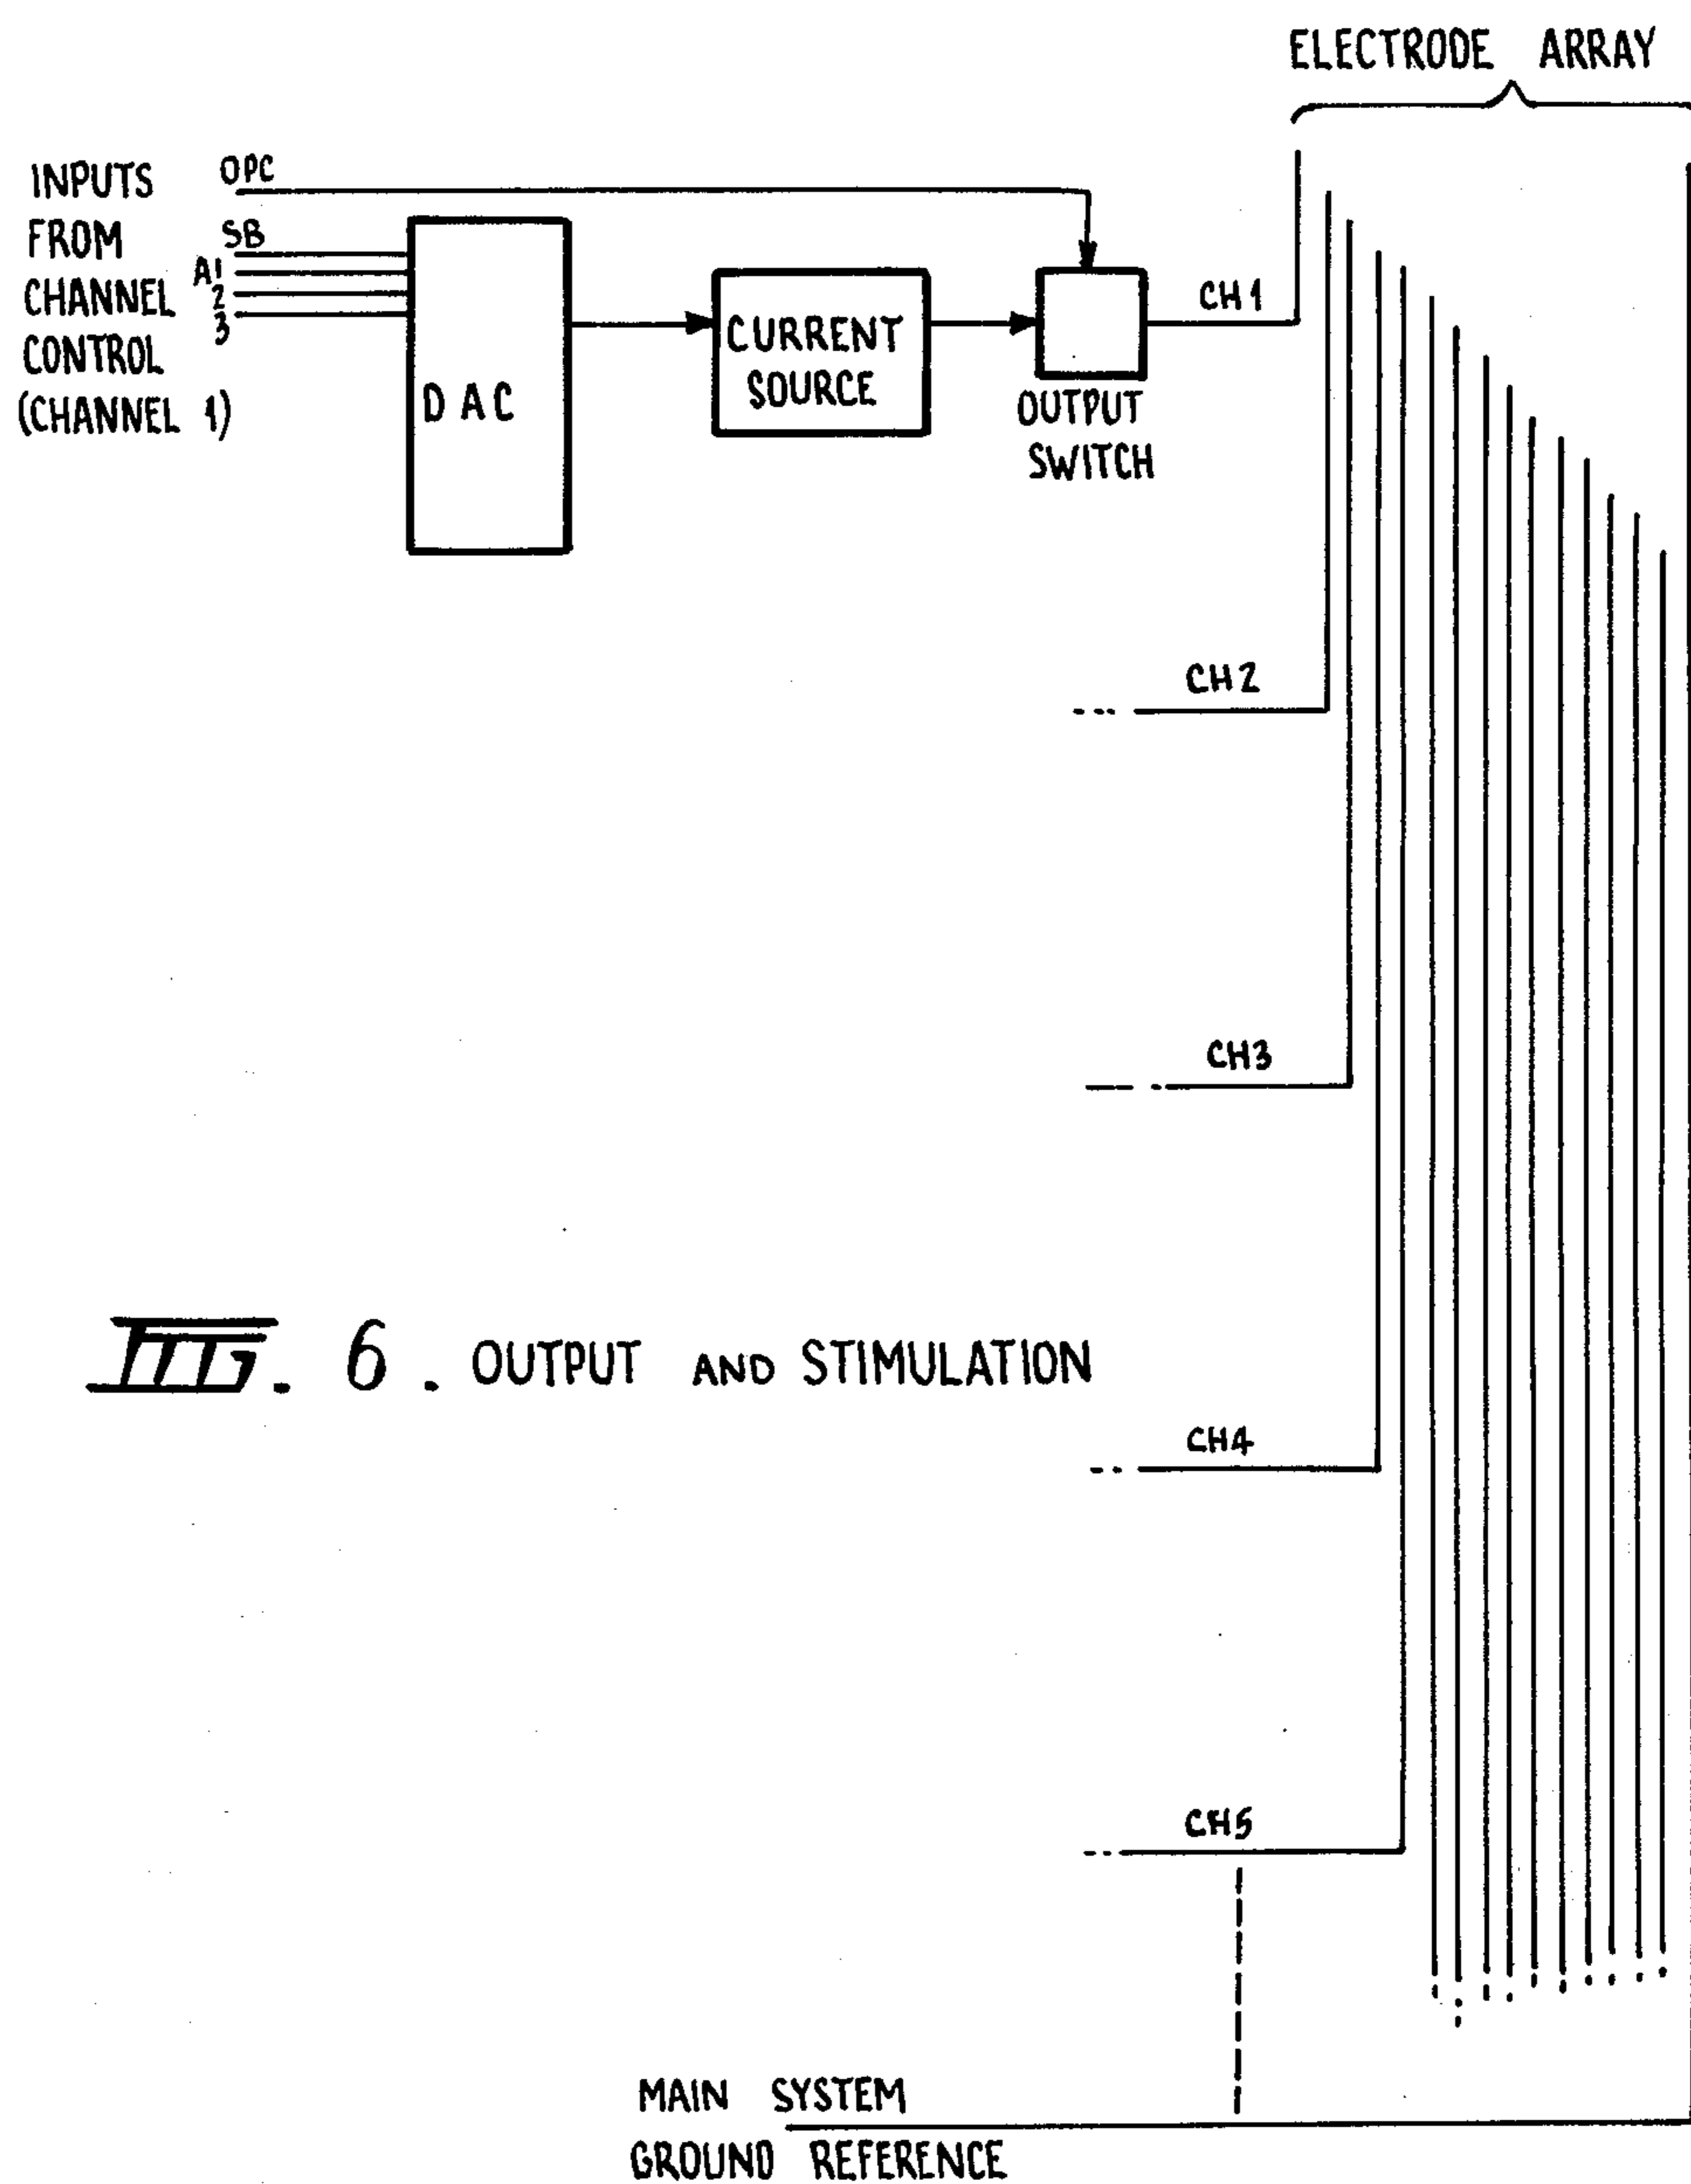 ELECTRODE ARRAY
INPUTS
FROM
CHANNEL
CONTROL
(CHANNEL 1)
OPC
SB
A1
2
3
DAC
CURRENT
SOURCE
OUTPUT
SWITCH
CH1
CH2
CH3
FIG. 6. OUTPUT AND STIMULATION
CH4
CH5
MAIN SYSTEM
GROUND REFERENCE